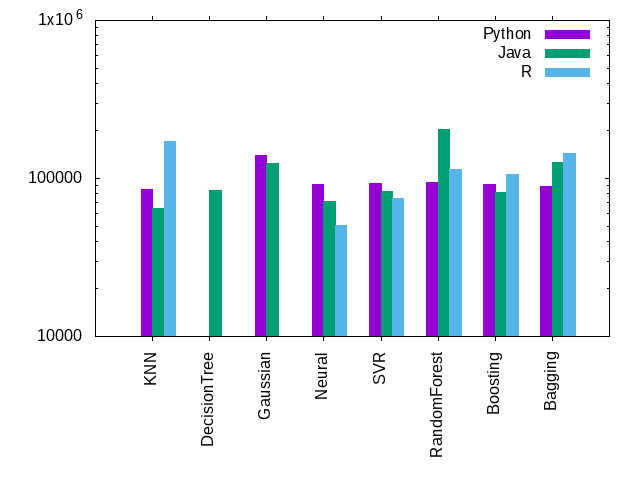 1x10^6
100000
10000
Python
Java
R
KNN
DecisionTree
Gaussian
Neural
SVR
RandomForest
Boosting
Bagging